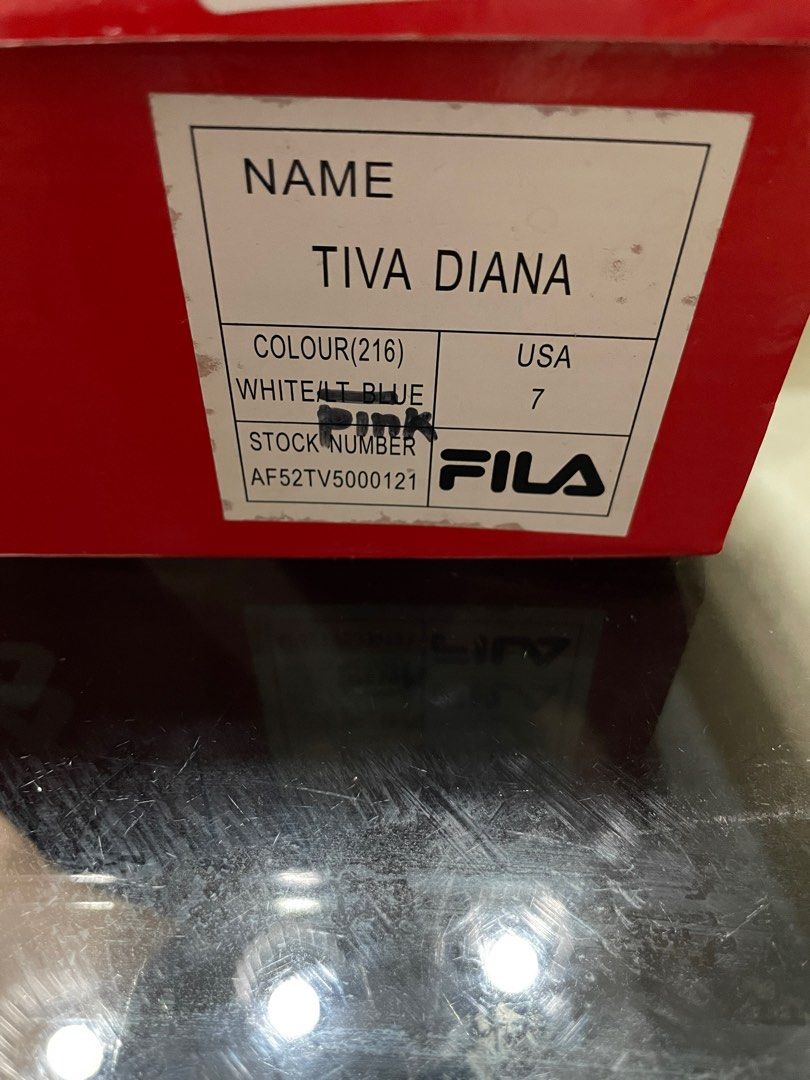 NAME
TIVA DIANA
COLOUR(216)
WHITE/LT BLUE
Pink
USA
7
STOCK NUMBER
AF52TV5000121
FILA